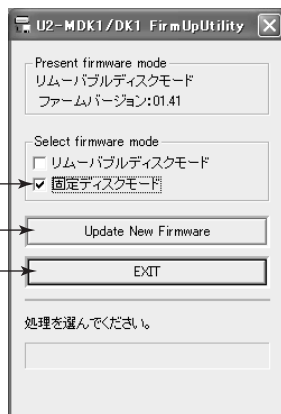 U2-MDK1/DK1 FirmUpUtility
Present firmware mode
リムーバブルディスクモード
ファームバージョン:01.41
Select firmware mode
リムーバブルディスクモード
固定ディスクモード
Update New Firmware
EXIT
処理を選んでください。